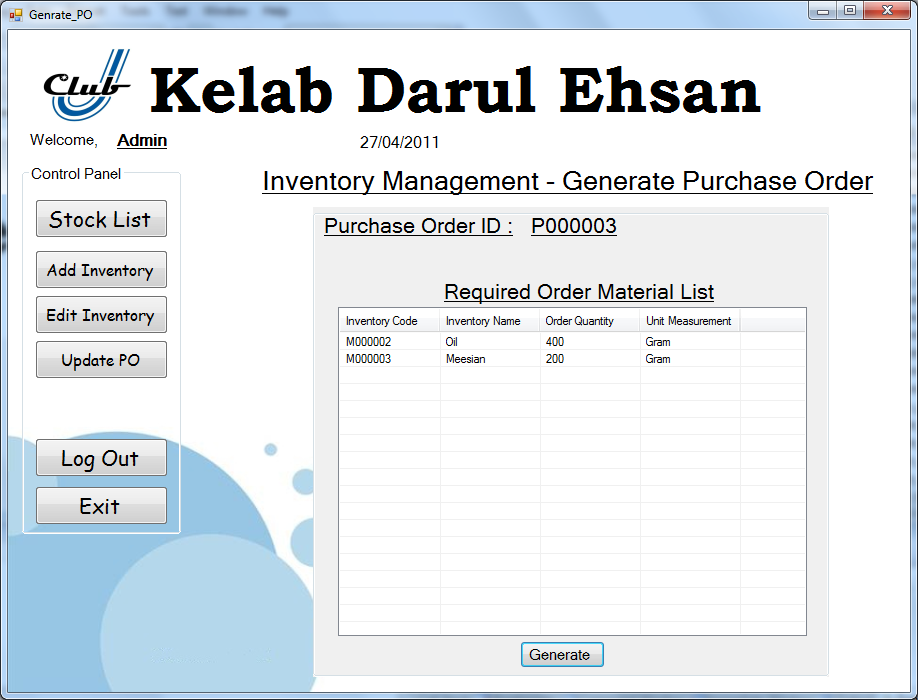 Genrate_PO
Club
Kelab Darul Ehsan
Welcome, Admin
27/04/2011
Control Panel
Inventory Management - Generate Purchase Order
Stock List
Add Inventory
Edit Inventory
Update PO
Log Out
Exit
Purchase Order ID : P000003
Required Order Material List
Inventory Code Inventory Name Order Quantity Unit Measurement
M000002 Oil 400 Gram
M000003 Meesian 200 Gram
Generate